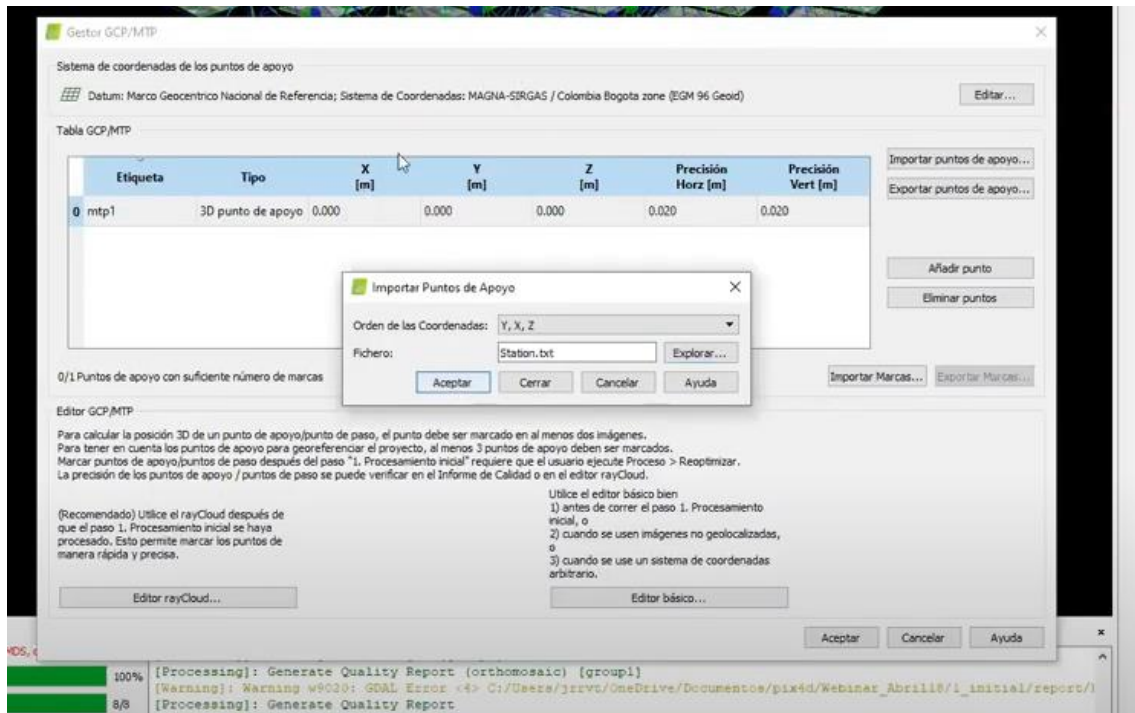 Gestor GCP/MTP
Sistema de coordenadas de los puntos de apoyo
Datum: Marco Geocentrico Nacional de Referencia; Sistema de Coordenadas: MAGNA-SIRGAS / Colombia Bogota zone (EGM 96 Geoid)
Editar...
Tabla GCP/MTP
Etiqueta Tipo X [m] Y [m] Z [m] Precisión Horz [m] Precisión Vert [m]
0 mtp1 3D punto de apoyo 0.000 0.000 0.000 0.020 0.020
Importar puntos de apoyo...
Exportar puntos de apoyo...
Añadir punto
Eliminar puntos
Importar Puntos de Apoyo
Orden de las Coordenadas: Y, X, Z
Fichero: Station.txt Explorar...
Aceptar Cerrar Cancelar Ayuda
0/1 Puntos de apoyo con suficiente número de marcas
Importar Marcas... Exportar Marcas...
Editor GCP/MTP
Para calcular la posición 3D de un punto de apoyo/punto de paso, el punto debe ser marcado en al menos dos imágenes.
Para tener en cuenta los puntos de apoyo para georeferenciar el proyecto, al menos 3 puntos de apoyo deben ser marcados.
Marcar puntos de apoyo/puntos de paso después del paso "1. Procesamiento inicial" requiere que el usuario ejecute Proceso > Reoptimizar.
La precisión de los puntos de apoyo / puntos de paso se puede verificar en el Informe de Calidad o en el editor rayCloud.
(Recomendado) Utilice el rayCloud después de
que el paso 1. Procesamiento inicial se haya
procesado. Esto permite marcar los puntos de
manera rápida y precisa.
Editor rayCloud...
Utilice el editor básico bien
1) antes de correr el paso 1. Procesamiento
inicial, o
2) cuando se usen imágenes no geolocalizadas,
o
3) cuando se use un sistema de coordenadas
arbitrario.
Editor básico...
Aceptar Cancelar Ayuda
100% [Processing]: Generate Quality Report (orthomosaic) [group1]
[Warning]: Warning w9020: GDAL Error <4> C:/Users/jrrvt/OneDrive/Documentos/pix4d/Webinar_Abril18/1_initial/report/
8/8 [Processing]: Generate Quality Report